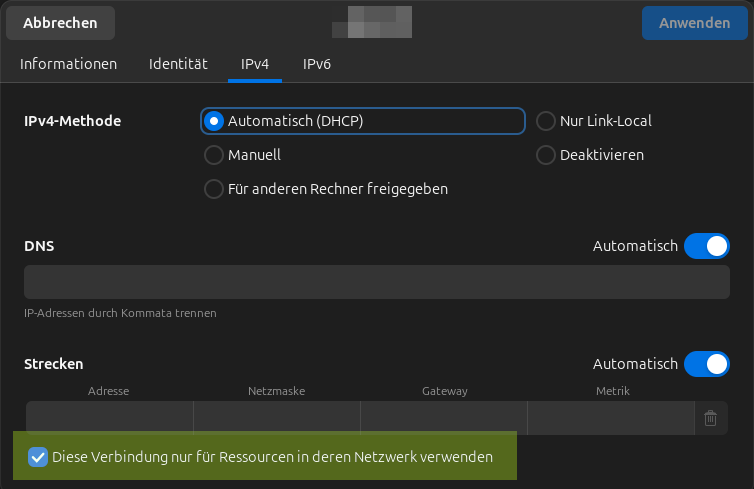 Abbrechen
Anwenden
Informationen Identität IPv4 IPv6
IPv4-Methode Automatisch (DHCP) Nur Link-Local
Manuell Deaktivieren
Für anderen Rechner freigegeben
DNS Automatisch
IP-Adressen durch Kommata trennen
Strecken Automatisch
Adresse Netzmaske Gateway Metrik
Diese Verbindung nur für Ressourcen in deren Netzwerk verwenden